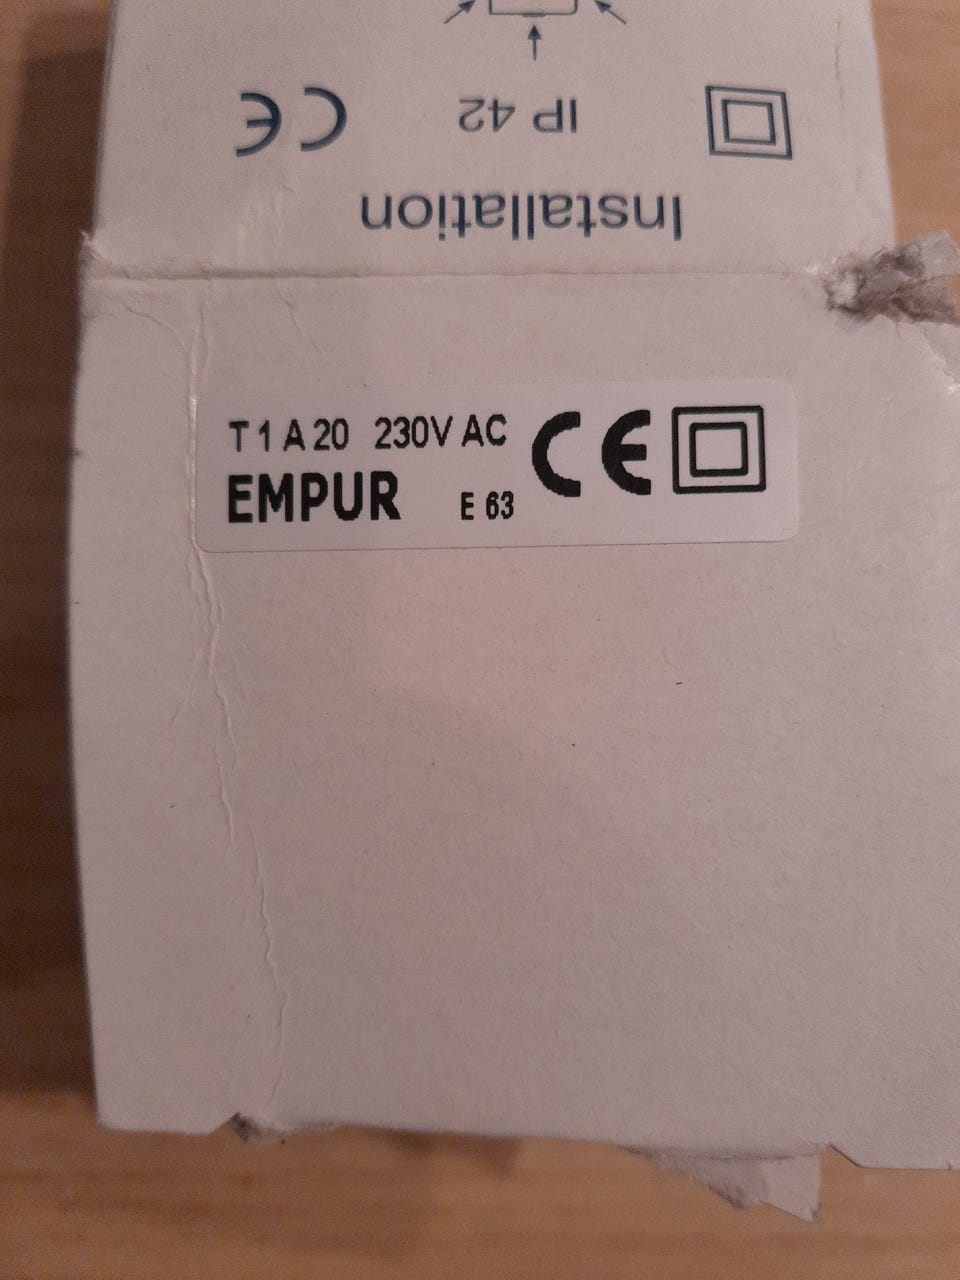 CE IP 42
Installation
T 1 A 20 230V AC CE
EMPUR E 63